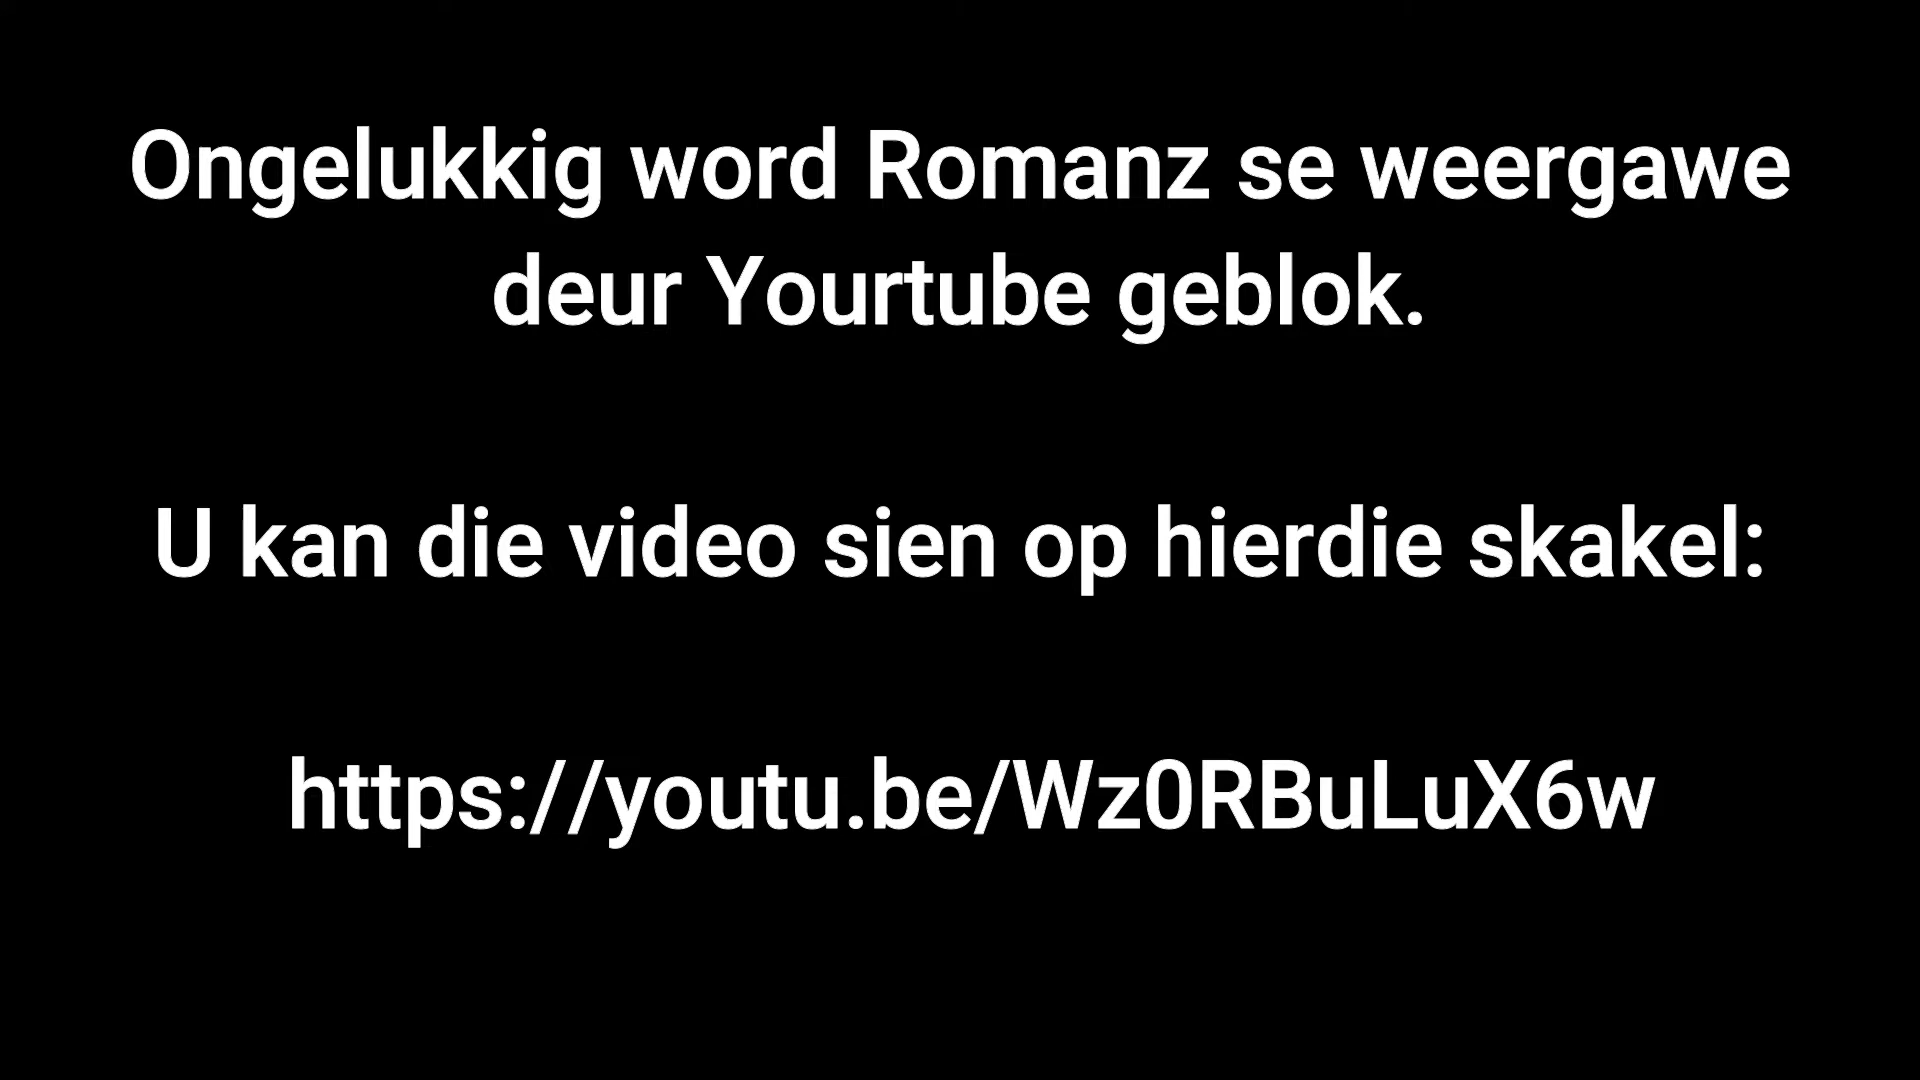 Ongelukkig word Romanz se weergawe
deur Yourtube geblok.
U kan die video sien op hierdie skakel:
https://youtu.be/Wz0RBuLuX6w